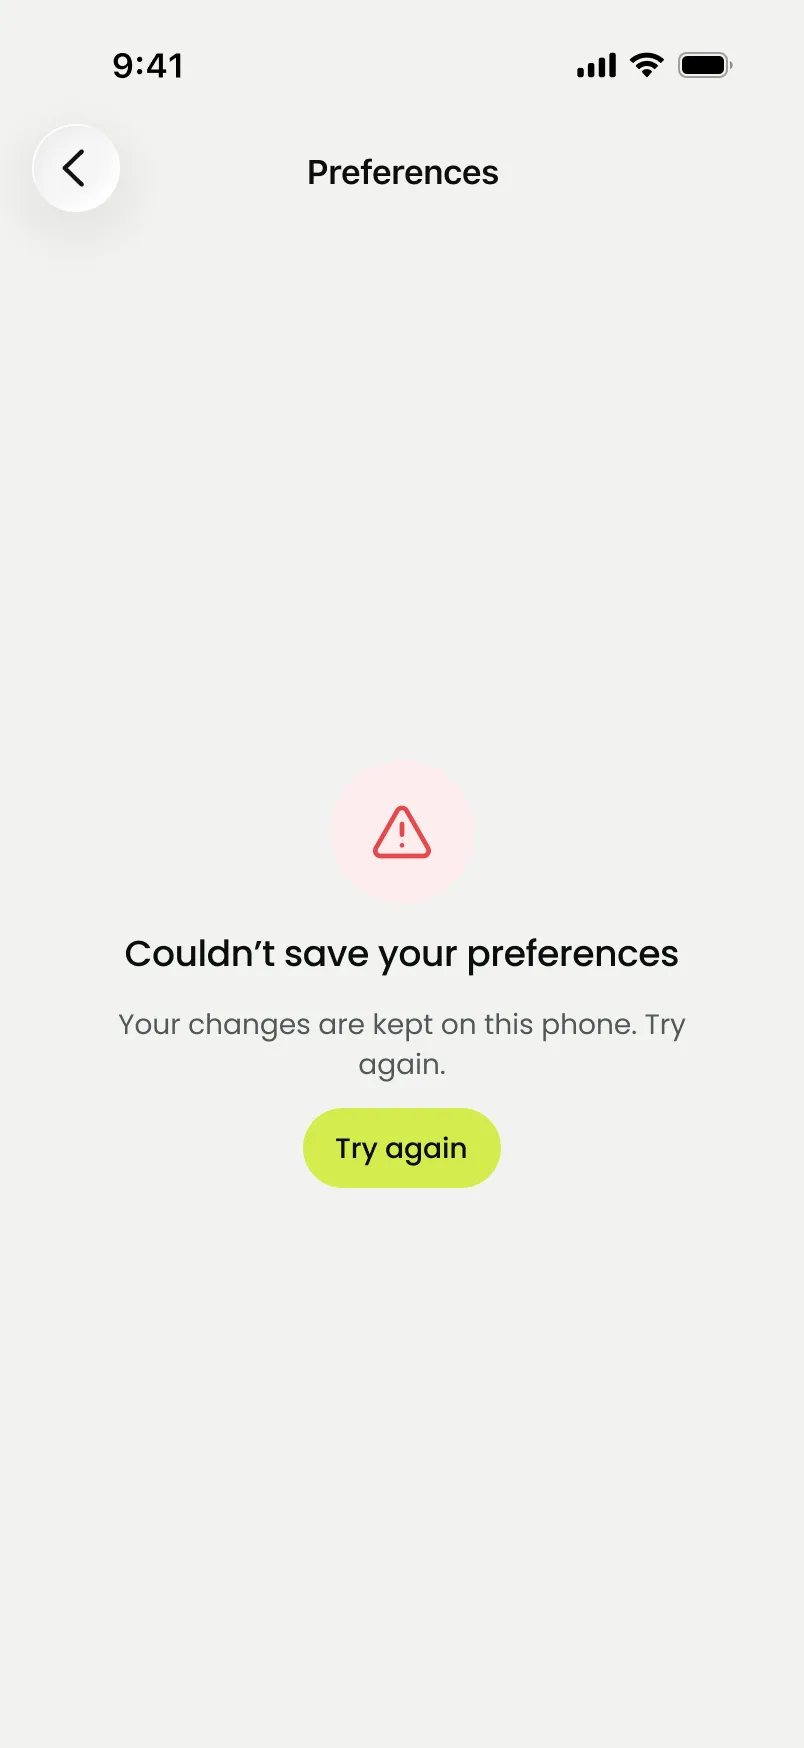 9:41
Preferences
Couldn’t save your preferences
Your changes are kept on this phone. Try
again.
Try again